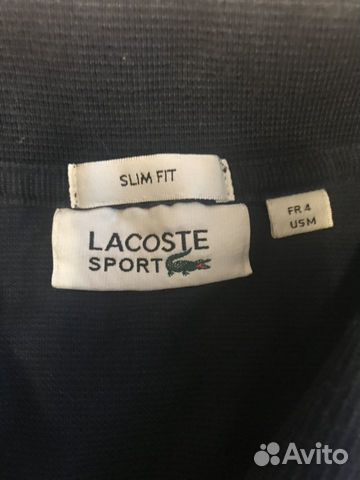 SLIM FIT
LACOSTE
SPORT
FR 4
US M
Avito